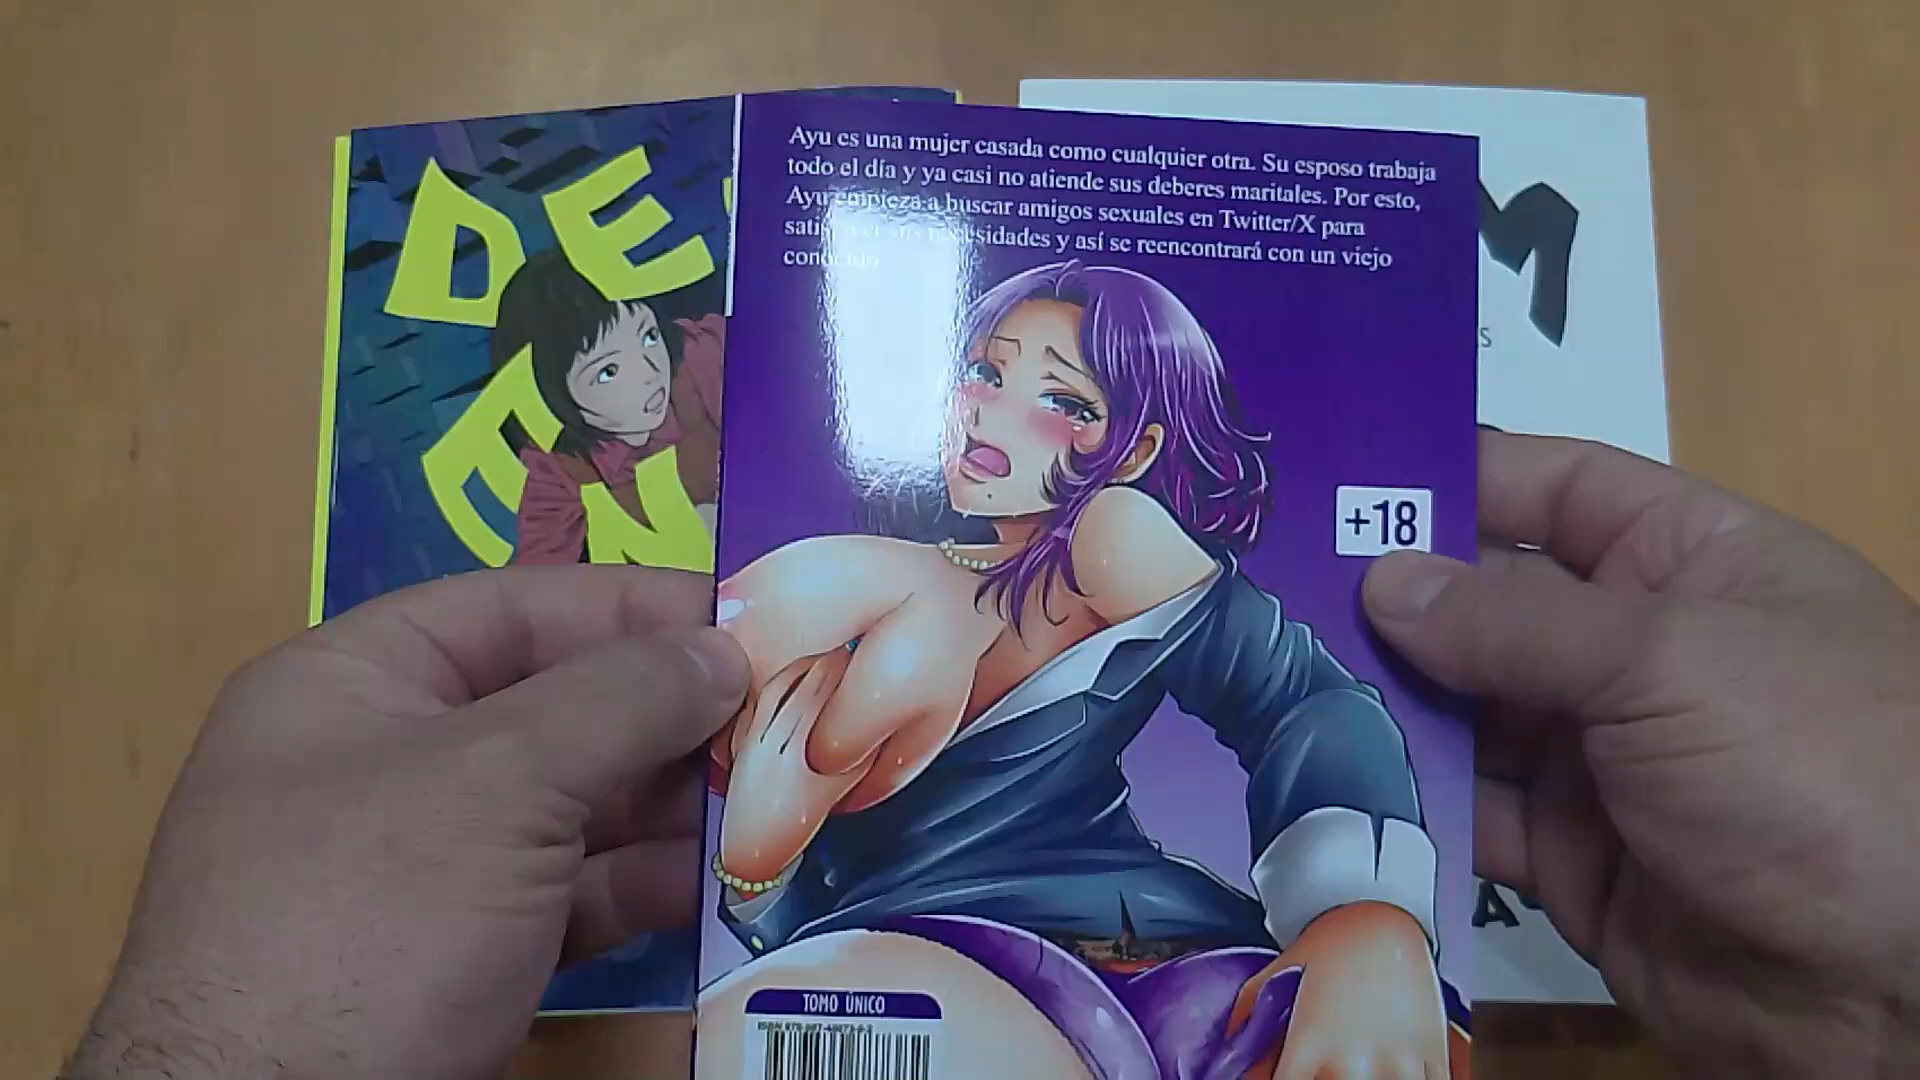 Ayu es una mujer casada como cualquier otra. Su esposo trabaja
todo el día y ya casi no atiende sus deberes maritales. Por esto,
Ayu empieza a buscar amigos sexuales en Twitter/X para
sus necesidades y así se reencontrará con un viejo
+18
TOMO ÚNICO
DE
EN
M
S
A